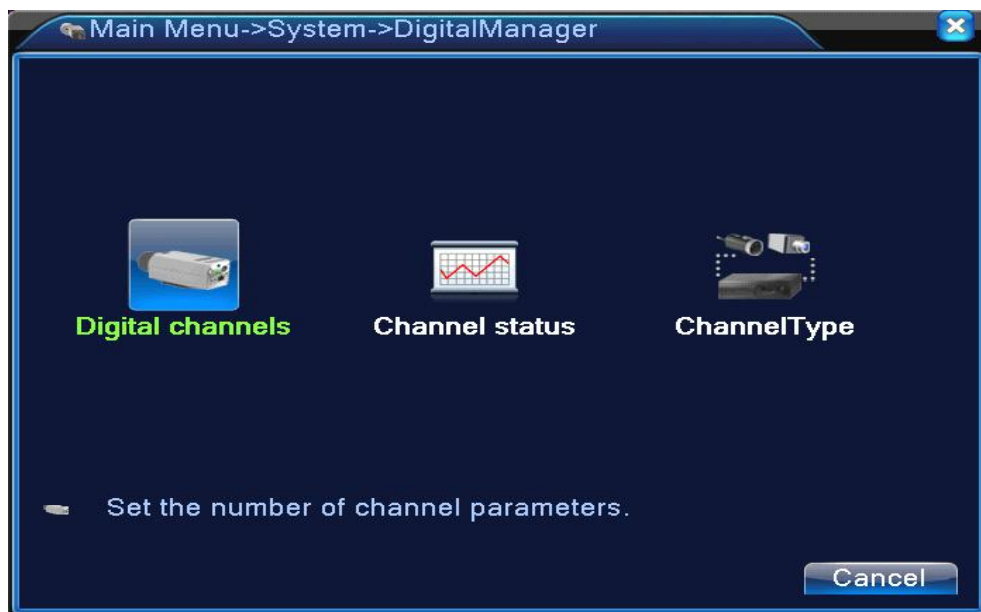 Main Menu->System->DigitalManager
Digital channels
Channel status
ChannelType
Set the number of channel parameters.
Cancel